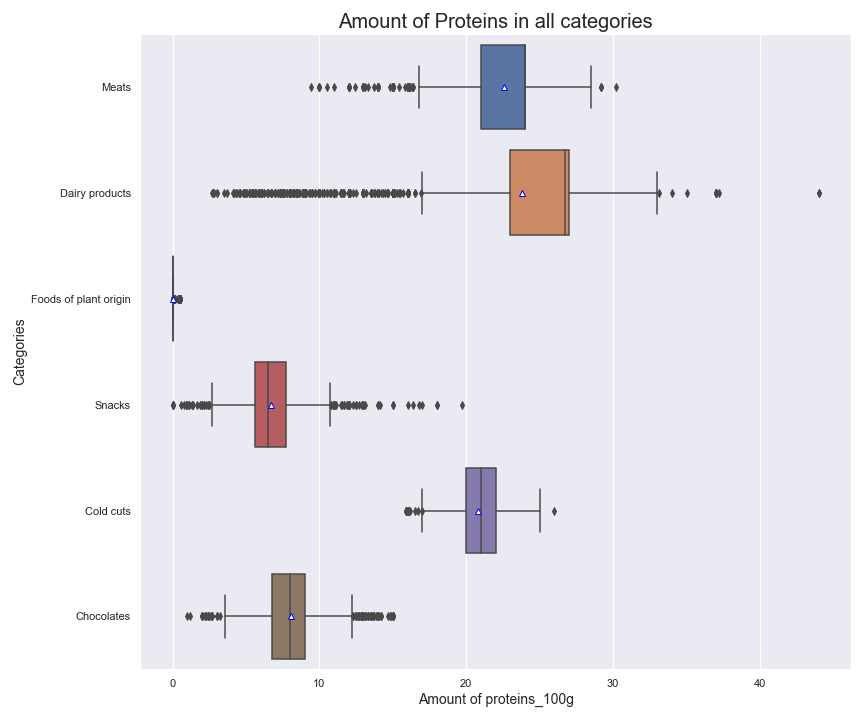 Amount of Proteins in all categories
Meats
Dairy products
Foods of plant origin
Snacks
Cold cuts
Chocolates
Categories
0 10 20 30 40
Amount of proteins_100g